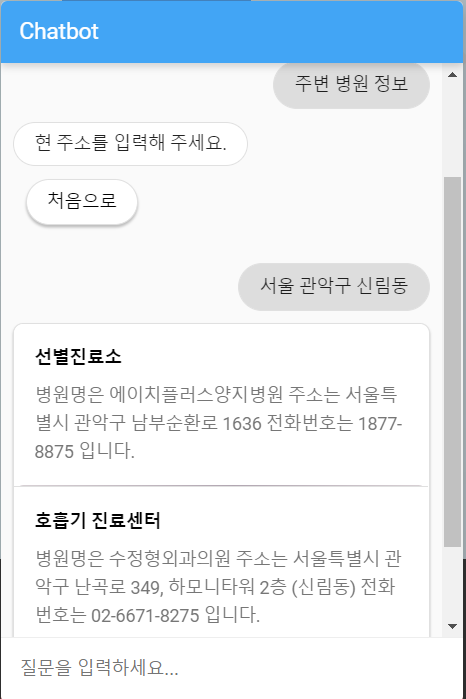 Chatbot
주변 병원 정보
현 주소를 입력해 주세요.
처음으로
서울 관악구 신림동
선별진료소
병원명은 에이치플러스양지병원 주소는 서울특
별시 관악구 남부순환로 1636 전화번호는 1877-
8875 입니다.
호흡기 진료센터
병원명은 수정형외과의원 주소는 서울특별시 관
악구 난곡로 349, 하모니타워 2층 (신림동) 전화
번호는 02-6671-8275 입니다.
질문을 입력하세요...